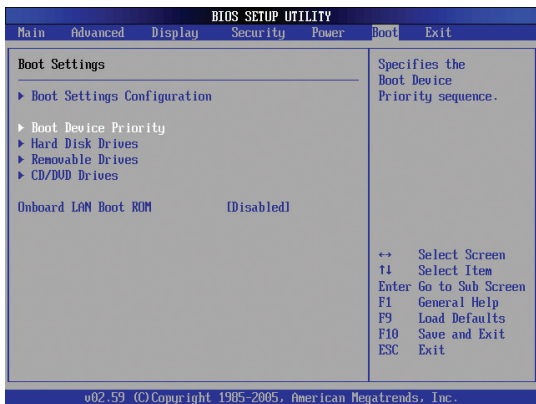 BIOS SETUP UTILITY
Main Advanced Display Security Power Boot Exit
Boot Settings
Boot Settings Configuration
Boot Device Priority
Hard Disk Drives
Removable Drives
CD/DVD Drives
Onboard LAN Boot ROM [Disabled]
Specifies the
Boot Device
Priority sequence.
↔ Select Screen
↑↓ Select Item
Enter Go to Sub Screen
F1 General Help
F9 Load Defaults
F10 Save and Exit
ESC Exit
v02.59 (C)Copyright 1985-2005, American Megatrends, Inc.